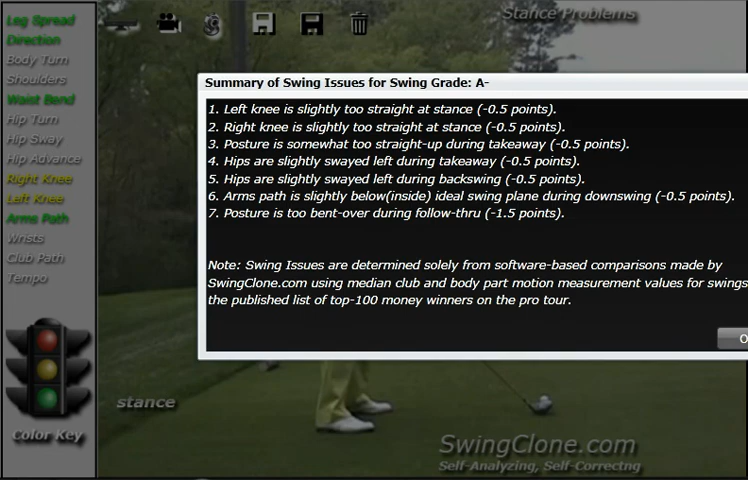 Leg Spread
Direction
Body Turn
Shoulders
Waist Bend
Hip Turn
Hip Sway
Hip Advance
Right Knee
Left Knee
Arms Path
Wrists
Club Path
Tempo
Color Key
Stance Problems
Summary of Swing Issues for Swing Grade: A-
1. Left knee is slightly too straight at stance (-0.5 points).
2. Right knee is slightly too straight at stance (-0.5 points).
3. Posture is somewhat too straight-up during takeaway (-0.5 points).
4. Hips are slightly swayed left during takeaway (-0.5 points).
5. Hips are slightly swayed left during backswing (-0.5 points).
6. Arms path is slightly below(inside) ideal swing plane during downswing (-0.5 points).
7. Posture is too bent-over during follow-thru (-1.5 points).
Note: Swing Issues are determined solely from software-based comparisons made by
SwingClone.com using median club and body part motion measurement values for swings
the published list of top-100 money winners on the pro tour.
stance
SwingClone.com
Self-Analyzing, Self-Correctng